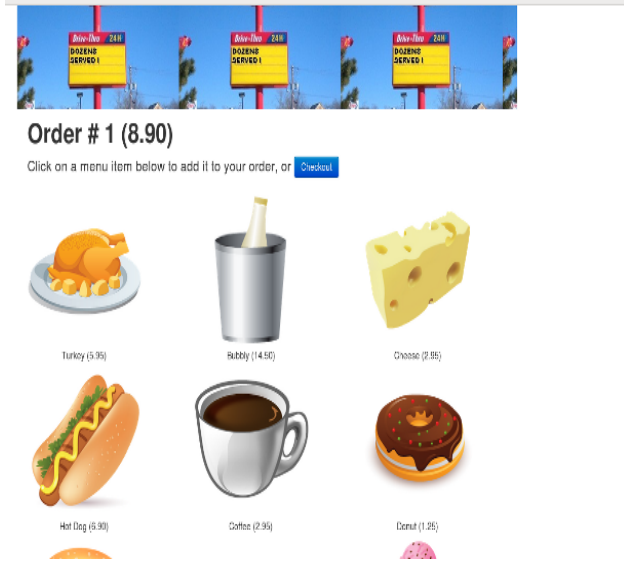 Drive-Thru 24H Drive-Thru 24H Drive-Thru 24H
DOZENS DOZENS DOZENS
SERVED! SERVED! SERVED!
Order # 1 (8.90)
Click on a menu item below to add it to your order, or Checkout
Turkey (5.95) Bubbly (14.50) Cheese (2.95)
Hot Dog (6.90) Coffee (2.95) Donut (1.25)